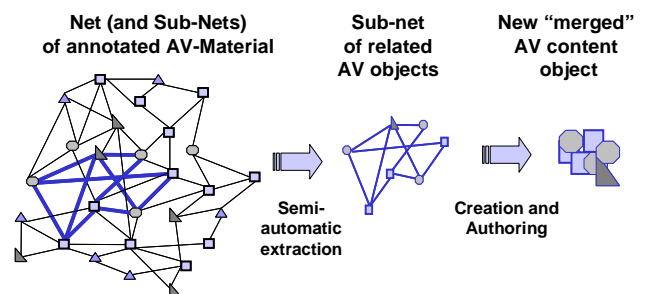 Net (and Sub-Nets)
of annotated AV-Material
Sub-net
of related
AV objects
New “merged”
AV content
object
Semi-
automatic
extraction
Creation and
Authoring